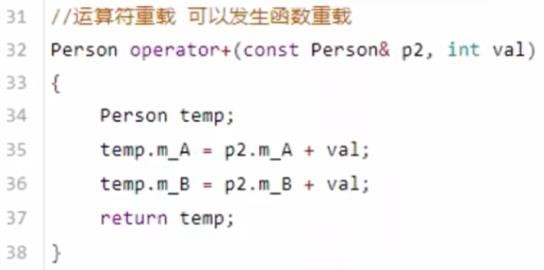 31 //运算符重载 可以发生函数重载
32 Person operator+(const Person& p2, int val)
33 {
34     Person temp;
35     temp.m_A = p2.m_A + val;
36     temp.m_B = p2.m_B + val;
37     return temp;
38 }